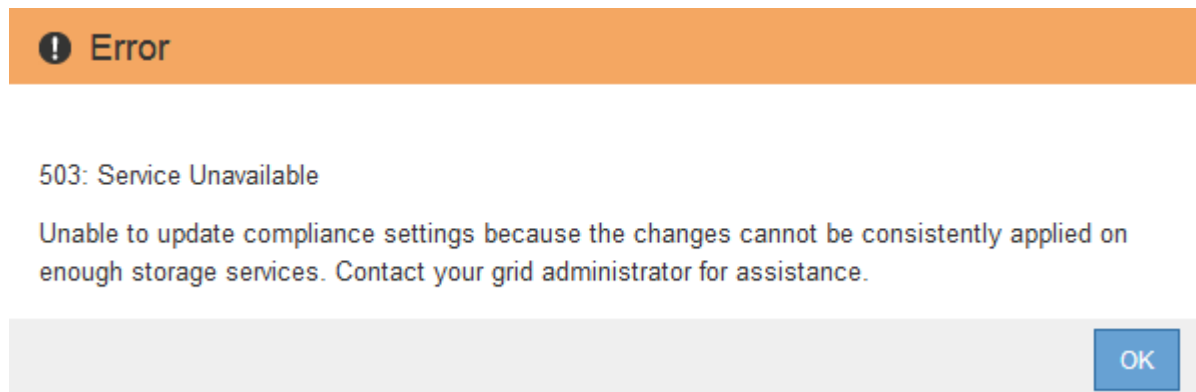 Error
503: Service Unavailable
Unable to update compliance settings because the changes cannot be consistently applied on
enough storage services. Contact your grid administrator for assistance.
OK